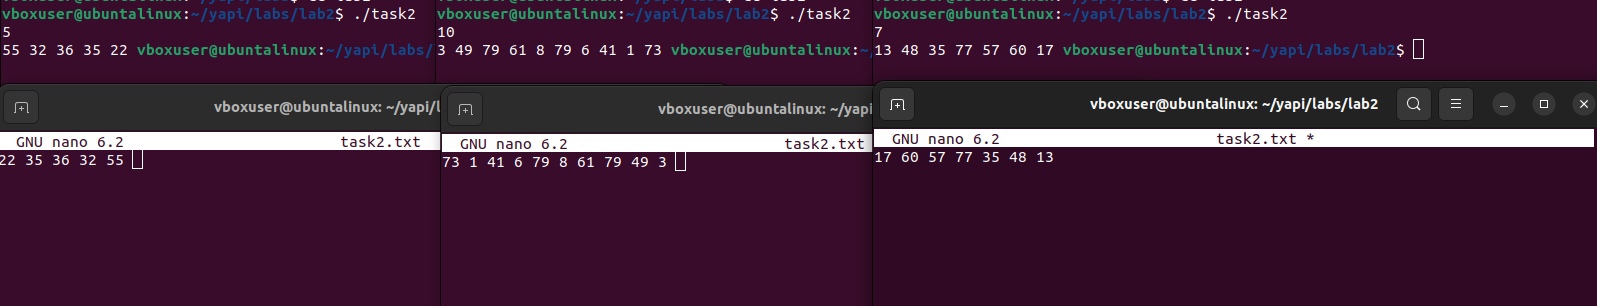 vboxuser@ubuntalinux:~/yapi/labs/lab2$ ./task2
5
55 32 36 35 22 vboxuser@ubuntalinux:~/yapi/labs/
vboxuser@ubuntalinux:~/yapi/labs/l
GNU nano 6.2 task2.txt
22 35 36 32 55
vboxuser@ubuntalinux:~/yapi/labs/lab2$ ./task2
10
3 49 79 61 8 79 6 41 1 73 vboxuser@ubuntalinux:~/
vboxuser@ubuntalinux: ~/yapi
GNU nano 6.2 task2.txt
73 1 41 6 79 8 61 79 49 3
vboxuser@ubuntalinux:~/yapi/labs/lab2$ ./task2
7
13 48 35 77 57 60 17 vboxuser@ubuntalinux:~/yapi/labs/lab2$
vboxuser@ubuntalinux: ~/yapi/labs/lab2
GNU nano 6.2 task2.txt *
17 60 57 77 35 48 13